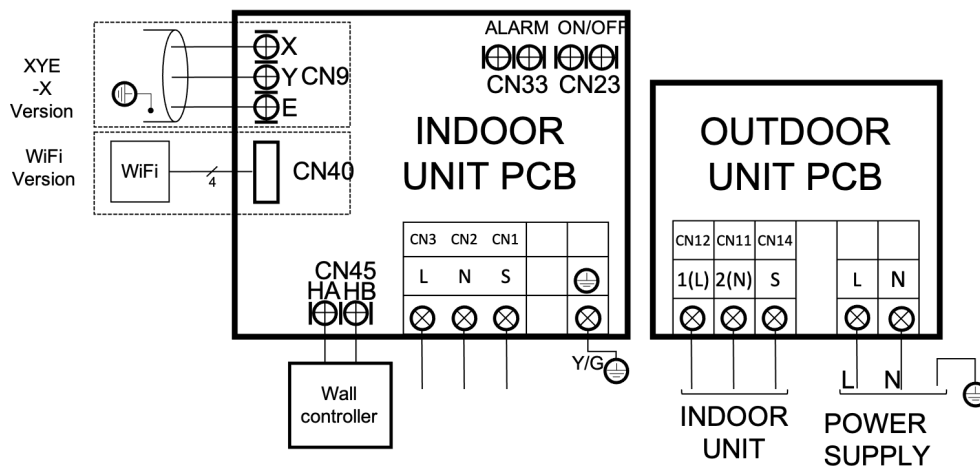 XYE
-X
Version
X
Y CN9
E
ALARM ON/OFF
CN33 CN23
INDOOR
UNIT PCB
WiFi
Version
WiFi
4
CN40
CN3 CN2 CN1
L N S
CN45
HA HB
Wall
controller
Y/G
OUTDOOR
UNIT PCB
CN12 CN11 CN14
1(L) 2(N) S L N
L N
INDOOR
UNIT
POWER
SUPPLY